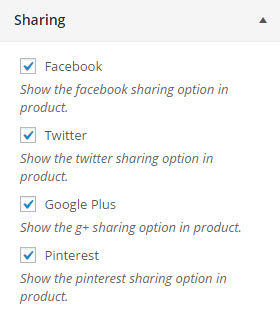 Sharing
Facebook
Show the facebook sharing option in
product.
Twitter
Show the twitter sharing option in
product.
Google Plus
Show the g+ sharing option in product.
Pinterest
Show the pinterest sharing option in
product.